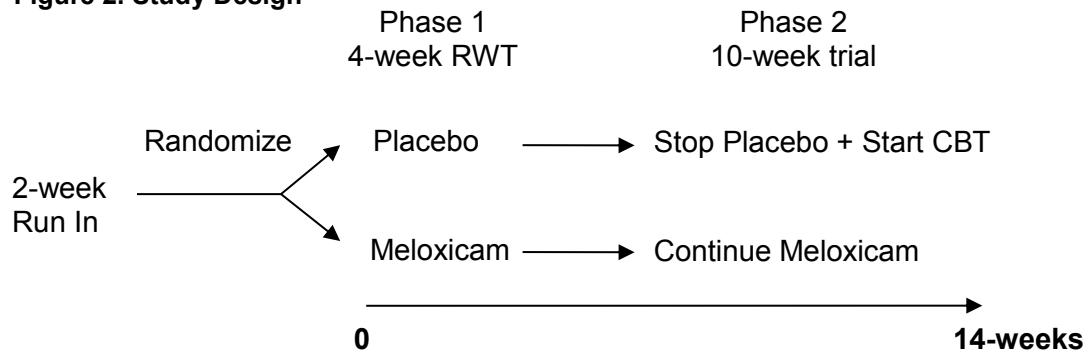 Figure 2. Study Design
Phase 1
4-week RWT
Phase 2
10-week trial
Randomize
Placebo
Stop Placebo + Start CBT
2-week
Run In
Meloxicam
Continue Meloxicam
0
14-weeks